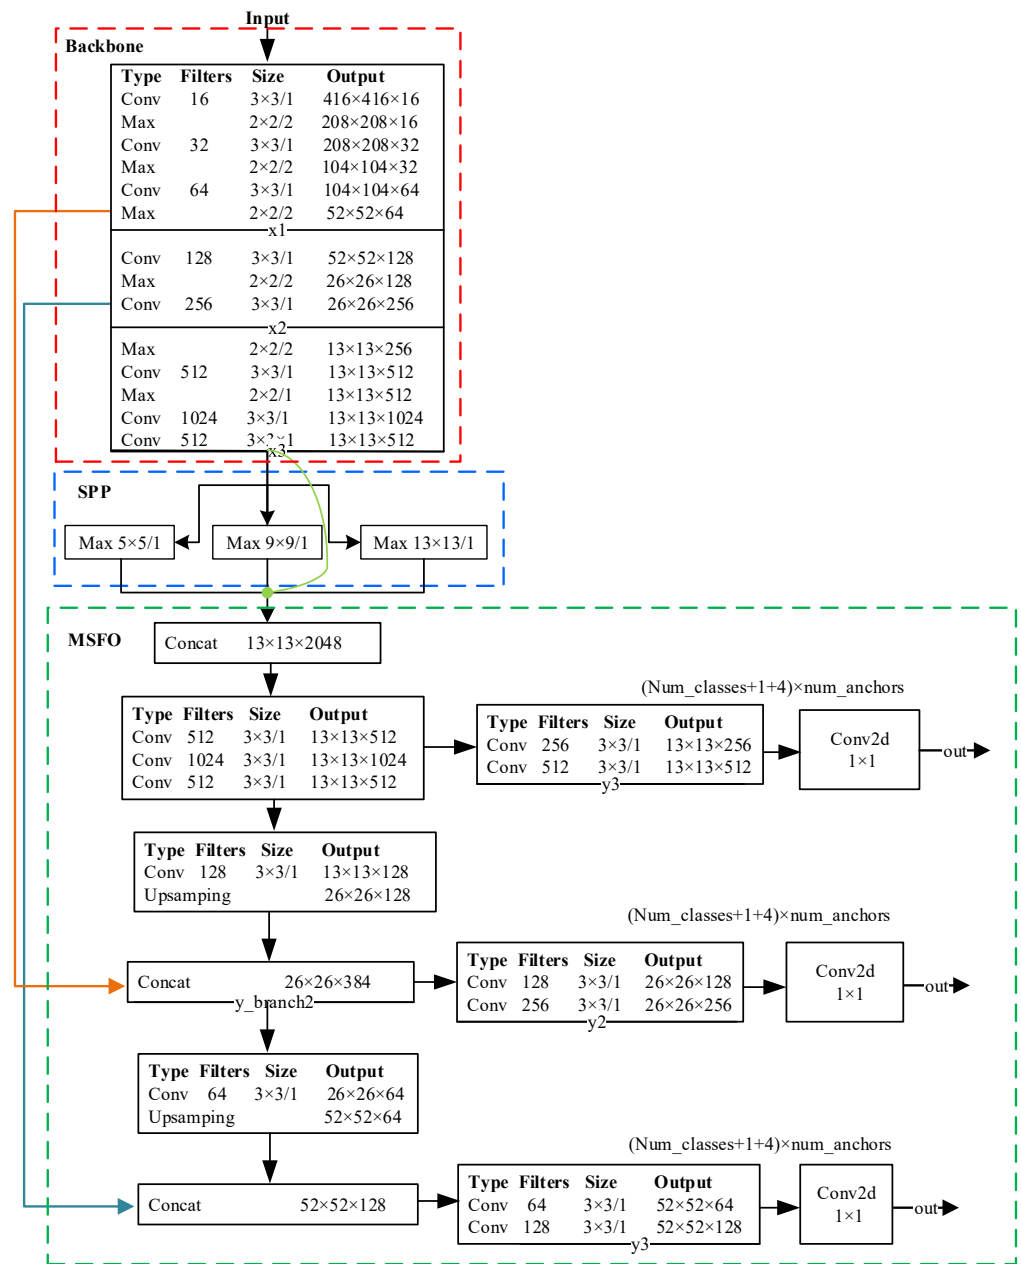 Input
Backbone
Type Filters Size Output
Conv 16 3×3/1 416×416×16
Max 2×2/2 208×208×16
Conv 32 3×3/1 208×208×32
Max 2×2/2 104×104×32
Conv 64 3×3/1 104×104×64
Max 2×2/2 52×52×64
x1
Conv 128 3×3/1 52×52×128
Max 2×2/2 26×26×128
Conv 256 3×3/1 26×26×256
x2
Max 2×2/2 13×13×256
Conv 512 3×3/1 13×13×512
Max 2×2/1 13×13×512
Conv 1024 3×3/1 13×13×1024
Conv 512 3×3×1 13×13×512
x3
SPP
Max 5×5/1 Max 9×9/1 Max 13×13/1
MSFO
Concat 13×13×2048
(Num_classes+1+4)×num_anchors
Type Filters Size Output
Conv 512 3×3/1 13×13×512
Conv 1024 3×3/1 13×13×1024
Conv 512 3×3/1 13×13×512
Type Filters Size Output
Conv 256 3×3/1 13×13×256
Conv 512 3×3/1 13×13×512
y3
Conv2d
1×1
out
Type Filters Size Output
Conv 128 3×3/1 13×13×128
Upsamping 26×26×128
(Num_classes+1+4)×num_anchors
Concat 26×26×384
y_branch2
Type Filters Size Output
Conv 128 3×3/1 26×26×128
Conv 256 3×3/1 26×26×256
y2
Conv2d
1×1
out
Type Filters Size Output
Conv 64 3×3/1 26×26×64
Upsamping 52×52×64
(Num_classes+1+4)×num_anchors
Concat 52×52×128
Type Filters Size Output
Conv 64 3×3/1 52×52×64
Conv 128 3×3/1 52×52×128
y3
Conv2d
1×1
out